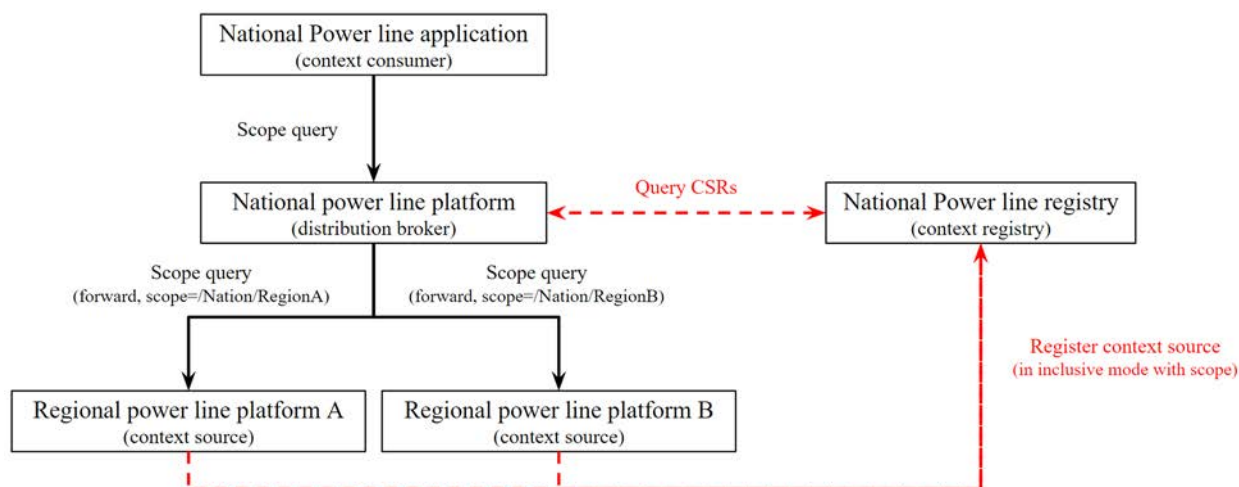 National Power line application
(context consumer)
Scope query
Query CSRs
National power line platform
(distribution broker)
National Power line registry
(context registry)
Scope query
(forward, scope=/Nation/RegionA)
Scope query
(forward, scope=/Nation/RegionB)
Register context source
(in inclusive mode with scope)
Regional power line platform A
(context source)
Regional power line platform B
(context source)